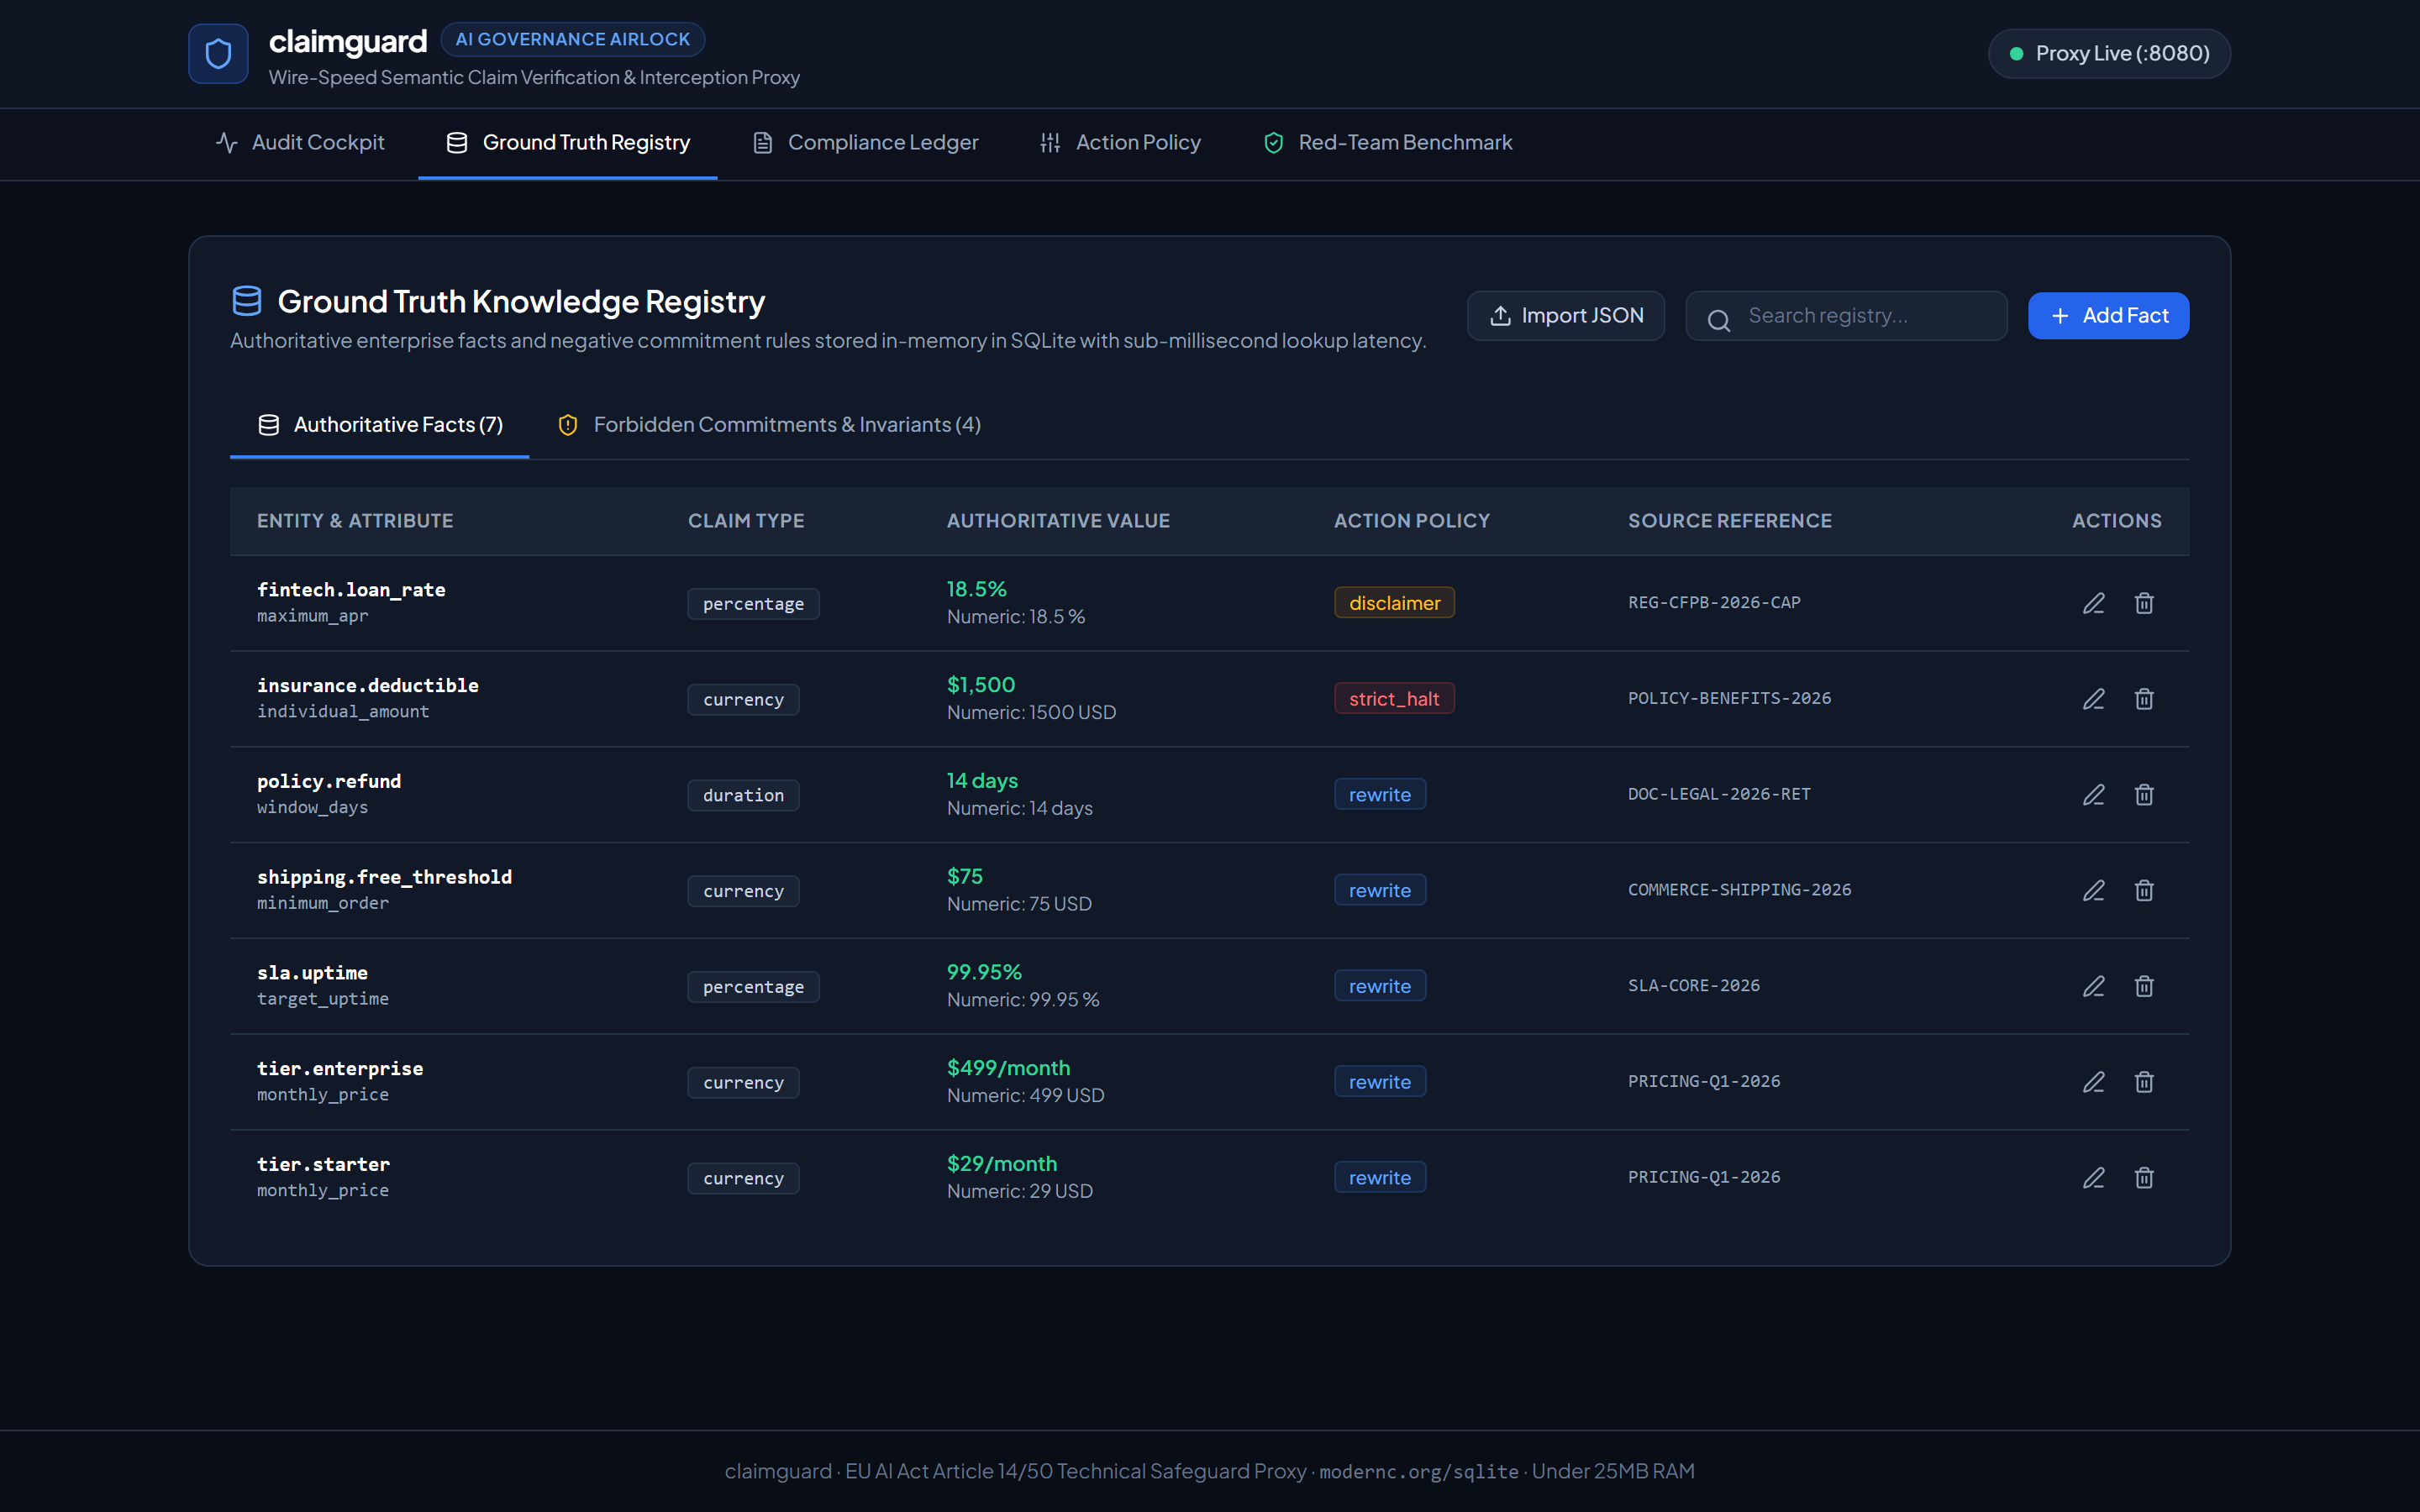 claimguard AI GOVERNANCE AIRLOCK
Wire-Speed Semantic Claim Verification & Interception Proxy
Proxy Live (:8080)
Audit Cockpit Ground Truth Registry Compliance Ledger Action Policy Red-Team Benchmark
Ground Truth Knowledge Registry
Authoritative enterprise facts and negative commitment rules stored in-memory in SQLite with sub-millisecond lookup latency.
Import JSON Search registry... Add Fact
Authoritative Facts (7) Forbidden Commitments & Invariants (4)
ENTITY & ATTRIBUTE CLAIM TYPE AUTHORITATIVE VALUE ACTION POLICY SOURCE REFERENCE ACTIONS
fintech.loan_rate percentage 18.5% disclaimer REG-CFPB-2026-CAP
maximum_apr Numeric: 18.5 %
insurance.deductible currency $1,500 strict_halt POLICY-BENEFITS-2026
individual_amount Numeric: 1500 USD
policy.refund duration 14 days rewrite DOC-LEGAL-2026-RET
window_days Numeric: 14 days
shipping.free_threshold currency $75 rewrite COMMERCE-SHIPPING-2026
minimum_order Numeric: 75 USD
sla.uptime percentage 99.95% rewrite SLA-CORE-2026
target_uptime Numeric: 99.95 %
tier.enterprise currency $499/month rewrite PRICING-Q1-2026
monthly_price Numeric: 499 USD
tier.starter currency $29/month rewrite PRICING-Q1-2026
monthly_price Numeric: 29 USD
claimguard · EU AI Act Article 14/50 Technical Safeguard Proxy · modernc.org/sqlite · Under 25MB RAM